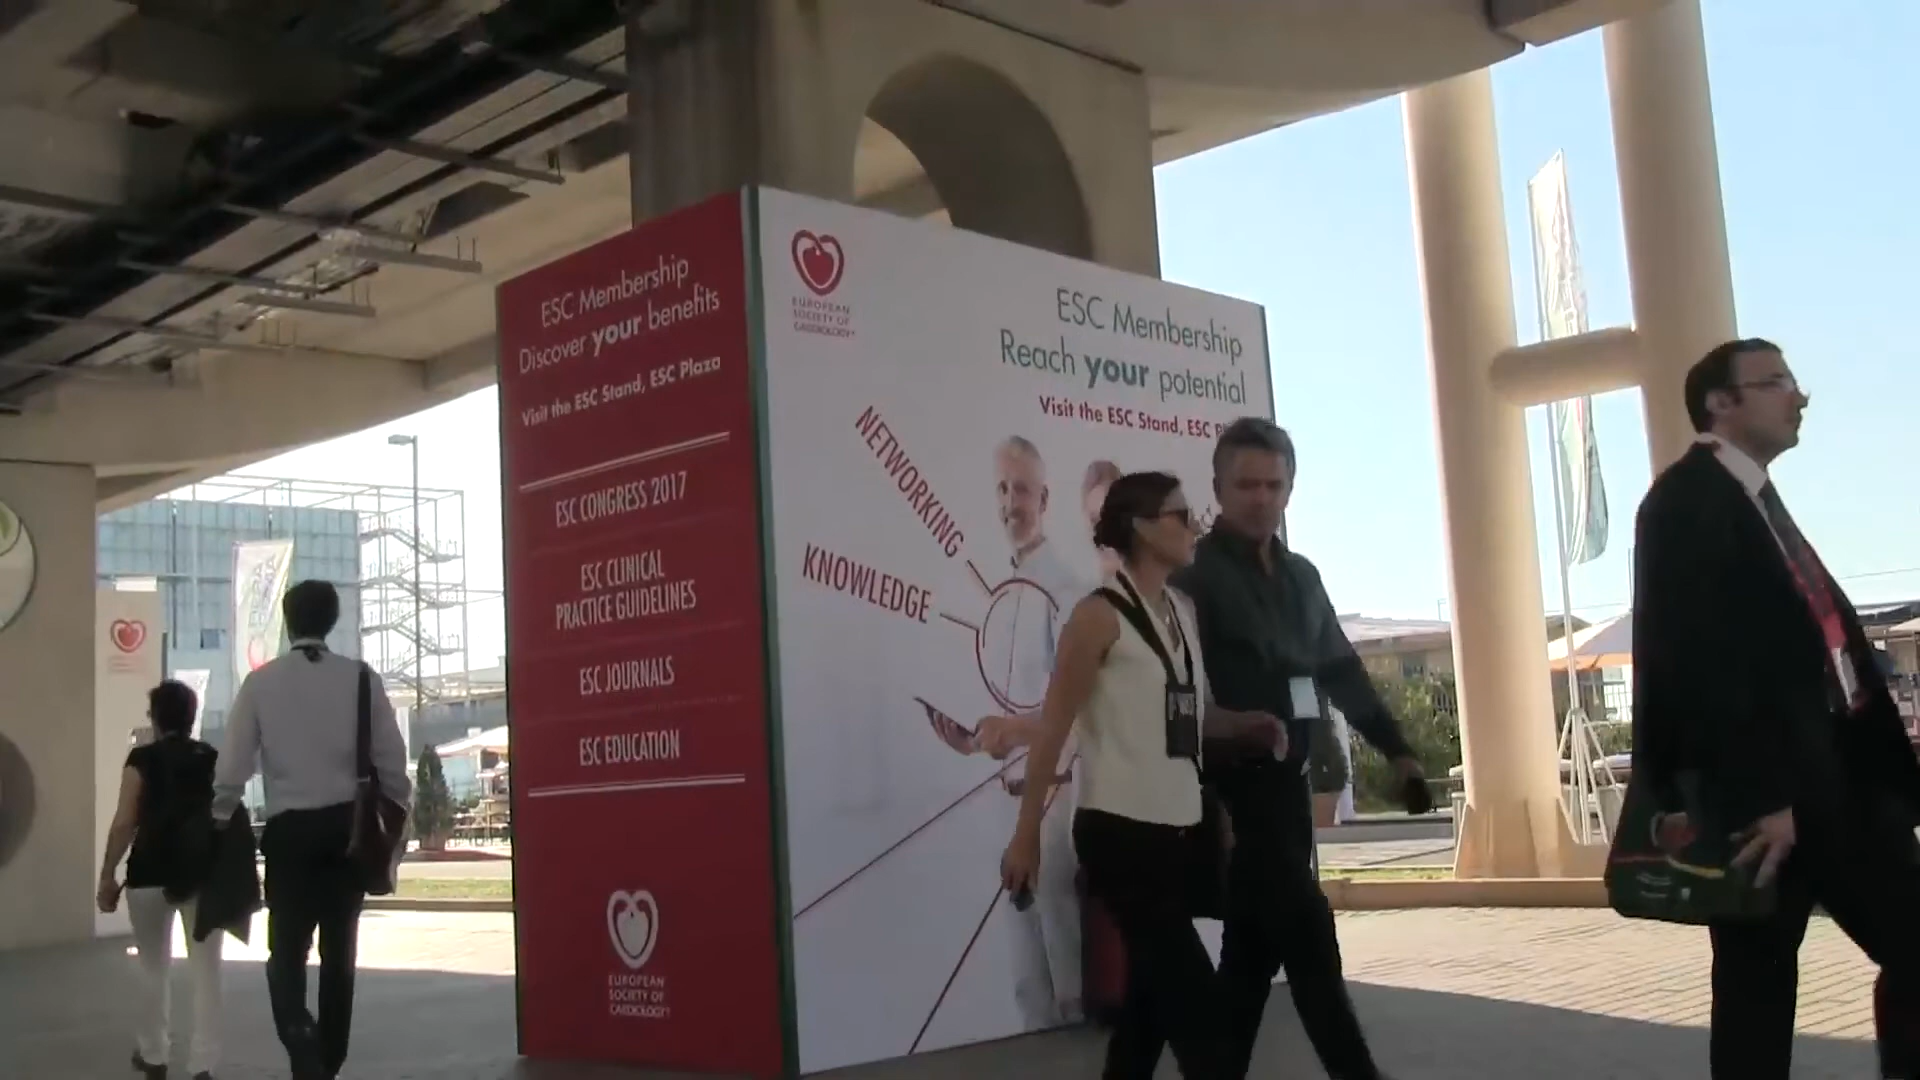 ESC Membership
Discover your benefits
Visit the ESC Stand, ESC Plaza
ESC CONGRESS 2017
ESC CLINICAL
PRACTICE GUIDELINES
ESC JOURNALS
ESC EDUCATION
EUROPEAN
SOCIETY OF
CARDIOLOGY
EUROPEAN
SOCIETY OF
CARDIOLOGY
ESC Membership
Reach your potential
Visit the ESC Stand, ESC
NETWORKING
KNOWLEDGE